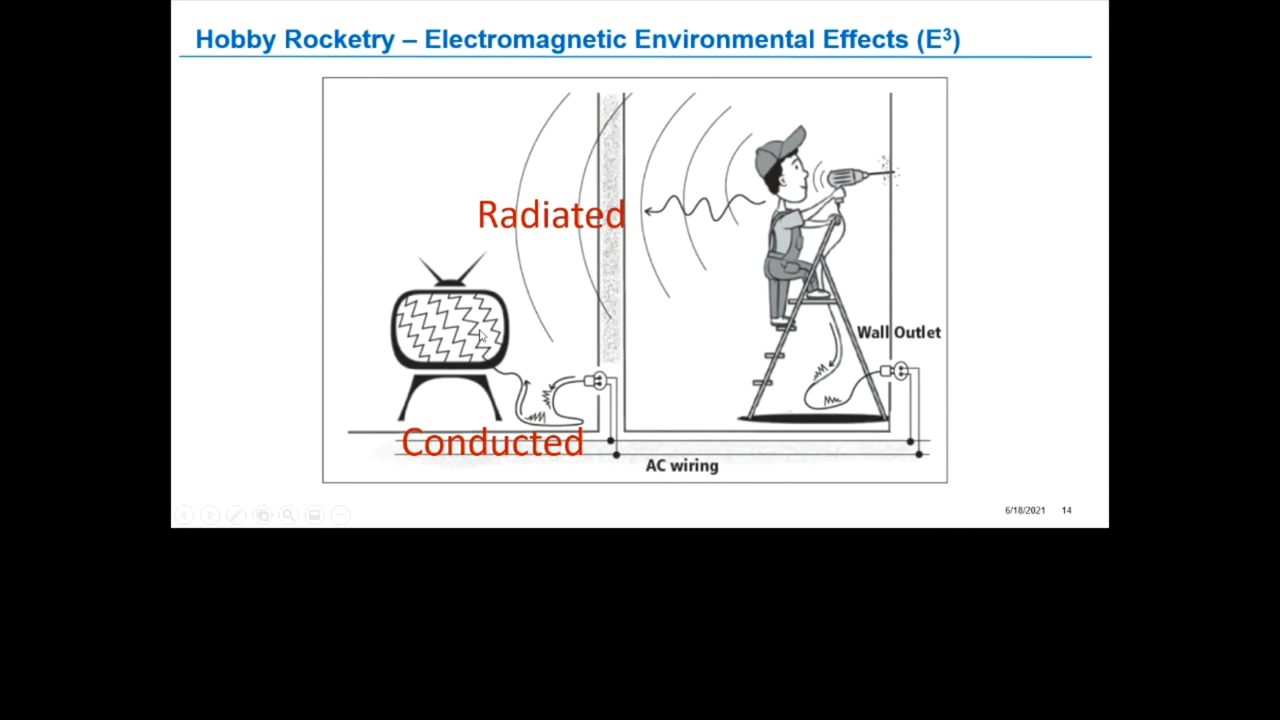 Hobby Rocketry – Electromagnetic Environmental Effects (E³)
Radiated
Wall Outlet
Conducted
AC wiring
6/18/2021 14